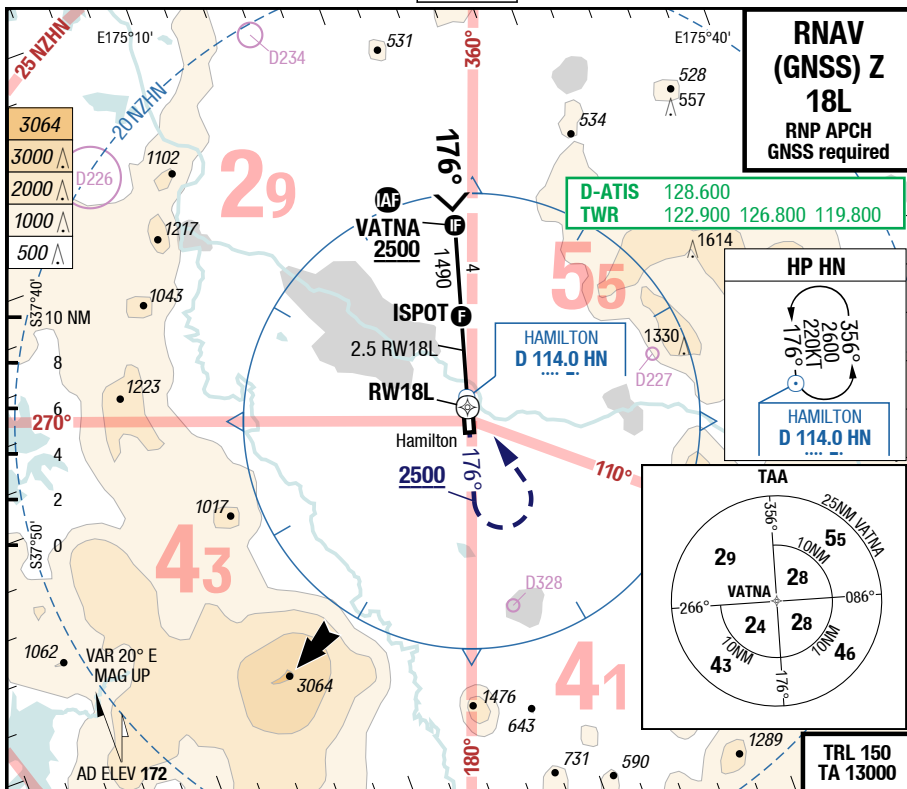 RNAV
(GNSS) Z
18L
RNP APCH
GNSS required
D-ATIS 128.600
TWR 122.900 126.800 119.800
E175°10'
E175°40'
25 NZHN
20 NZHN
D234
531
360°
528
557
534
3064
3000
2000
1000
500
D226
1102
1217
1043
1223
29
176°
IAF
VATNA
2500
IF
1490
4
ISPOT
F
2.5 RW18L
RW18L
Hamilton
HAMILTON
D 114.0 HN
55
1614
1330
D227
HP HN
176°
220KT
2600
356°
HAMILTON
D 114.0 HN
S37°40'
10 NM
8
6
4
2
0
S37°50'
270°
110°
2500
176°
1017
43
D328
TAA
356°
25NM VATNA
55
10NM
29
28
VATNA
266°
086°
24
28
10NM
10NM
43
46
176°
1062
VAR 20° E
MAG UP
3064
AD ELEV 172
41
1476
643
180°
731
590
1289
TRL 150
TA 13000